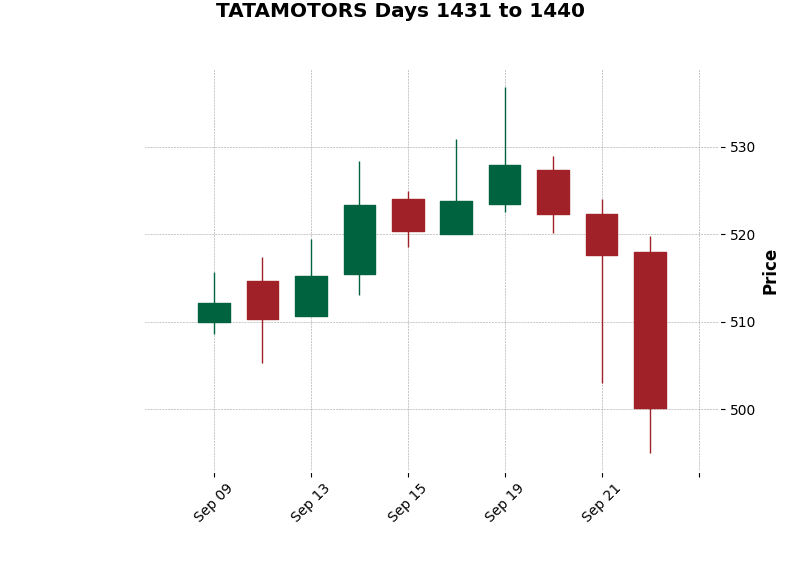 TATAMOTORS Days 1431 to 1440
530
520
510
500
Price
Sep 09
Sep 13
Sep 15
Sep 19
Sep 21